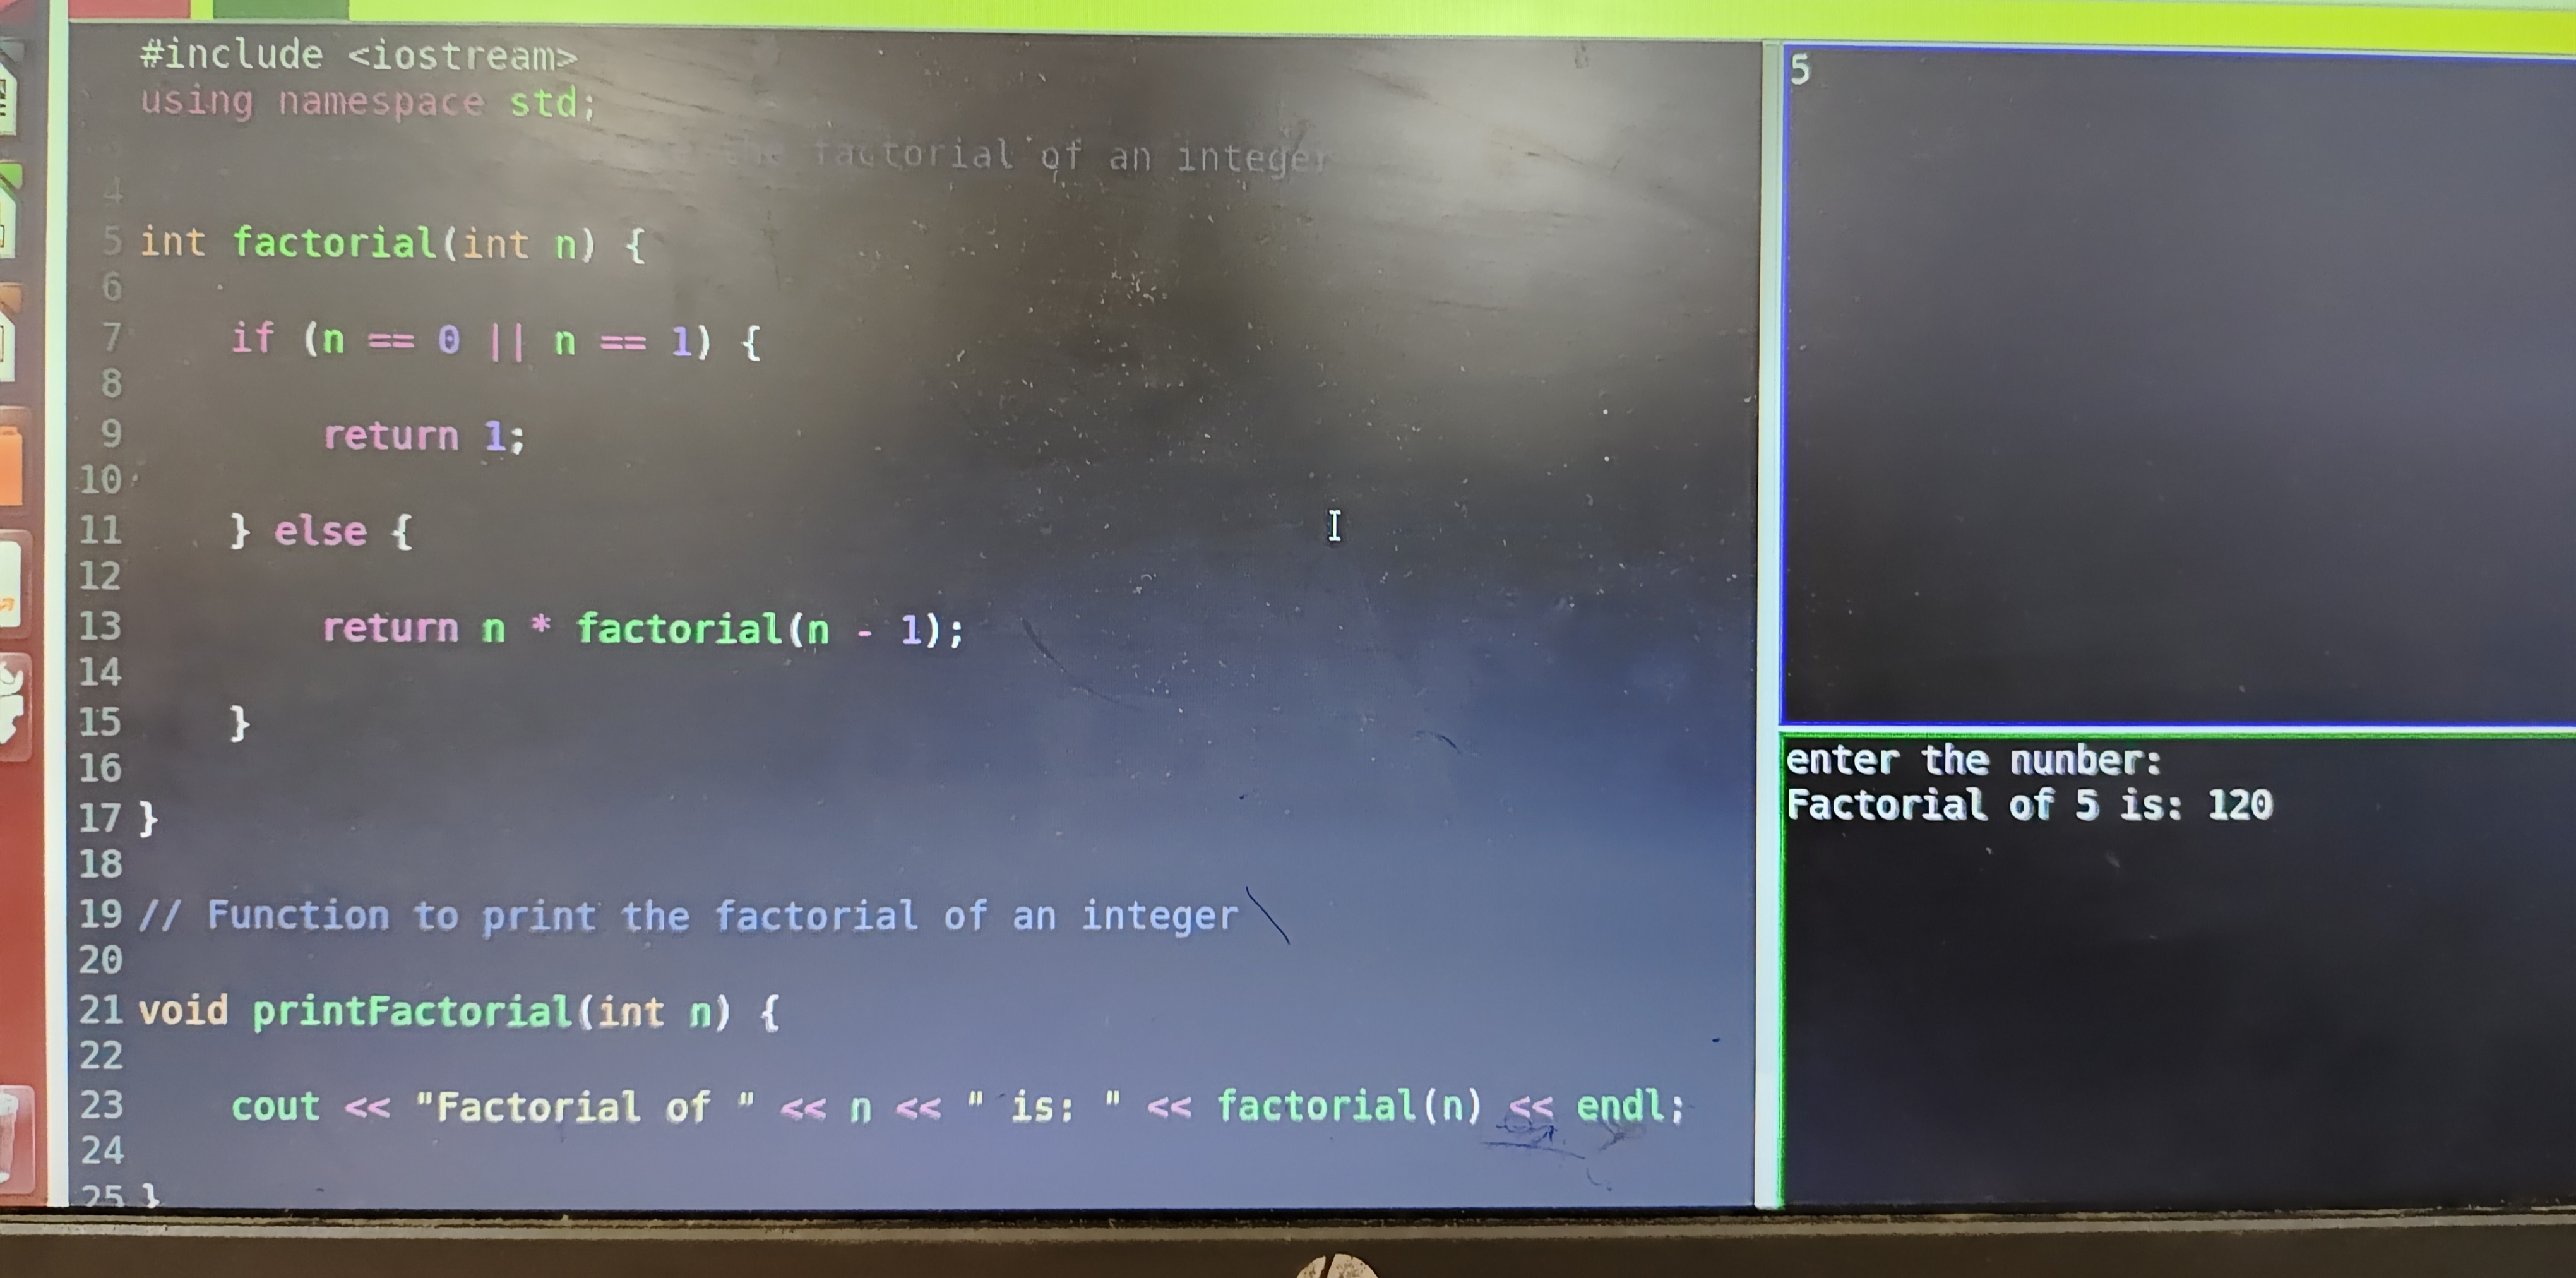 #include <iostream>
using namespace std;
factorial of an integer
4
5 int factorial(int n) {
6
7 if (n == 0 || n == 1) {
8
9 return 1;
10
11 } else {
12
13 return n * factorial(n - 1);
14
15 }
16
17 }
18
19 // Function to print the factorial of an integer
20
21 void printFactorial(int n) {
22
23 cout << "Factorial of " << n << " is: " << factorial(n) << endl;
24
25 }
5
enter the nunber:
Factorial of 5 is: 120